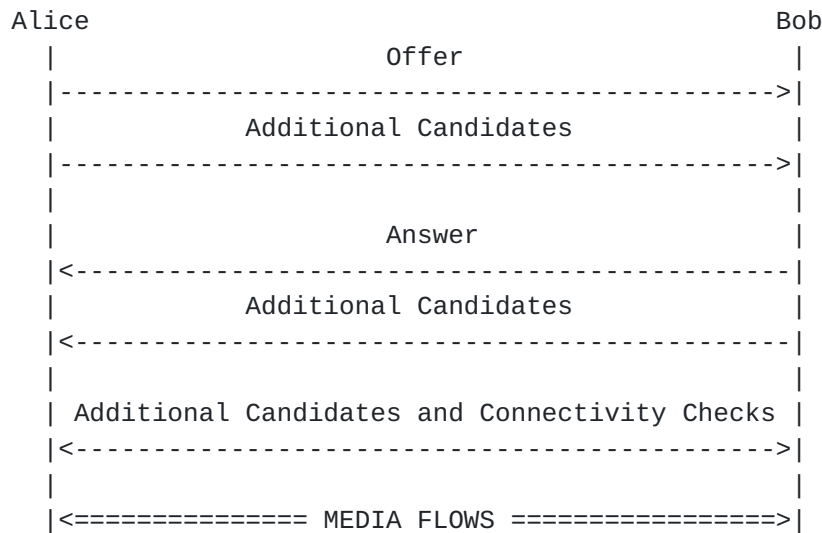 Alice Bob
| Offer |
|---------------------------------------------->|
| Additional Candidates |
|---------------------------------------------->|
| |
| Answer |
|<----------------------------------------------|
| Additional Candidates |
|<----------------------------------------------|
| |
| Additional Candidates and Connectivity Checks |
|<--------------------------------------------->|
| |
|<=============== MEDIA FLOWS =================>|